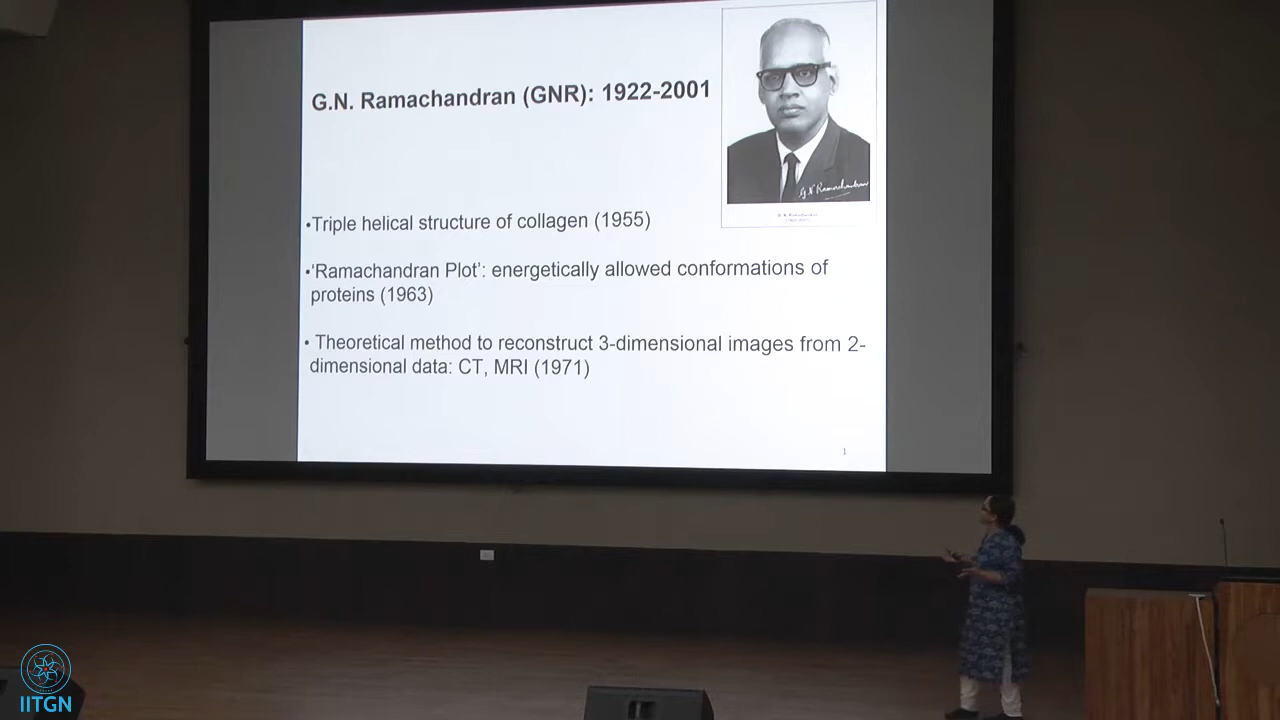 G.N. Ramachandran (GNR): 1922-2001
G.N Ramachandran
•Triple helical structure of collagen (1955)
•‘Ramachandran Plot’: energetically allowed conformations of
proteins (1963)
• Theoretical method to reconstruct 3-dimensional images from 2-
dimensional data: CT, MRI (1971)
1
IITGN